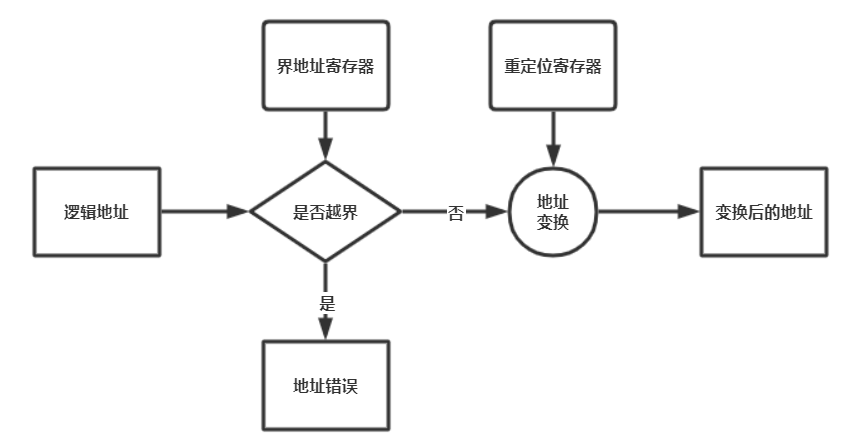 界地址寄存器
重定位寄存器
逻辑地址
是否越界
否
地址
变换
变换后的地址
是
地址错误